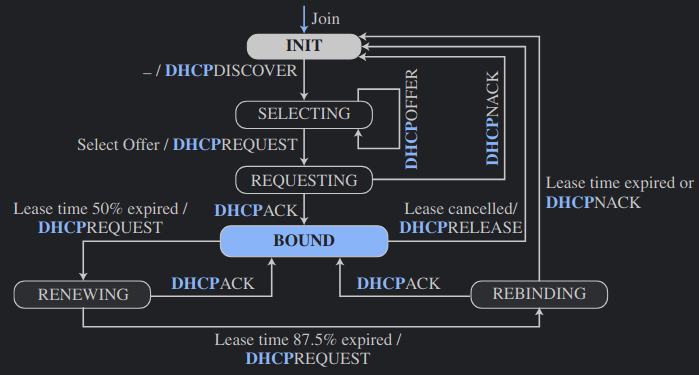 Join
INIT
– / DHCPDISCOVER
SELECTING
DHCPOFFER
DHCPNACK
Select Offer / DHCPREQUEST
REQUESTING
Lease time expired or
DHCPNACK
Lease time 50% expired /
DHCPREQUEST
DHCPACK
Lease cancelled/
DHCPRELEASE
BOUND
RENEWING
DHCPACK
DHCPACK
REBINDING
Lease time 87.5% expired /
DHCPREQUEST